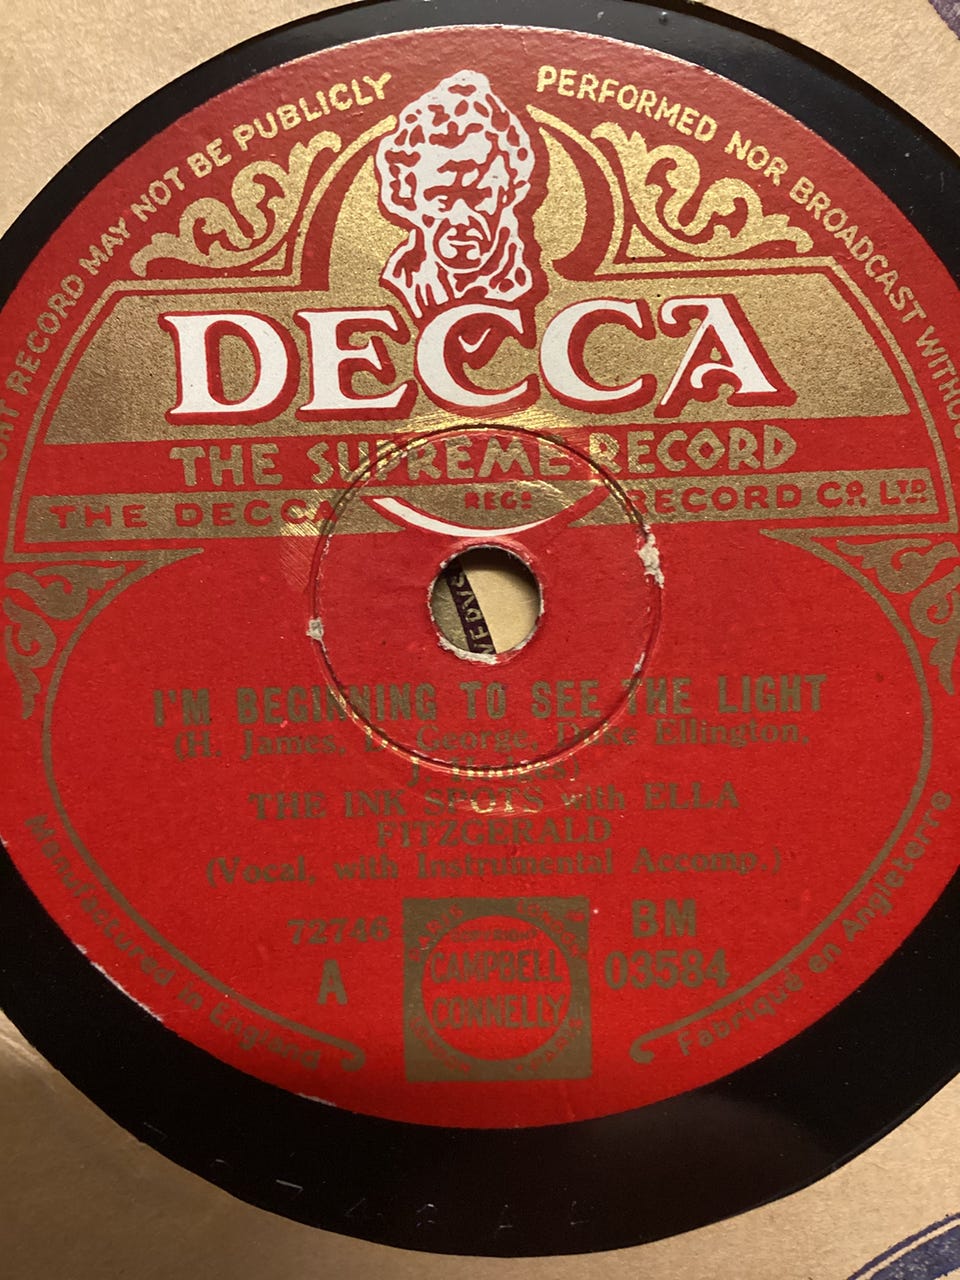 RECORD MAY NOT BE PUBLICLY PERFORMED NOR BROADCAST
DECCA
THE SUPREME RECORD
THE DECCA REGD RECORD CO. LTD.
I'M BEGINNING TO SEE THE LIGHT
(H. James, D. George, Duke Ellington,
J. Hodges)
THE INK SPOTS with ELLA
FITZGERALD
(Vocal, with Instrumental Accomp.)
72746
A
COPYRIGHT
CAMPBELL
CONNELLY
BM
03584
Manufactured in England
Fabriqué en Angleterre